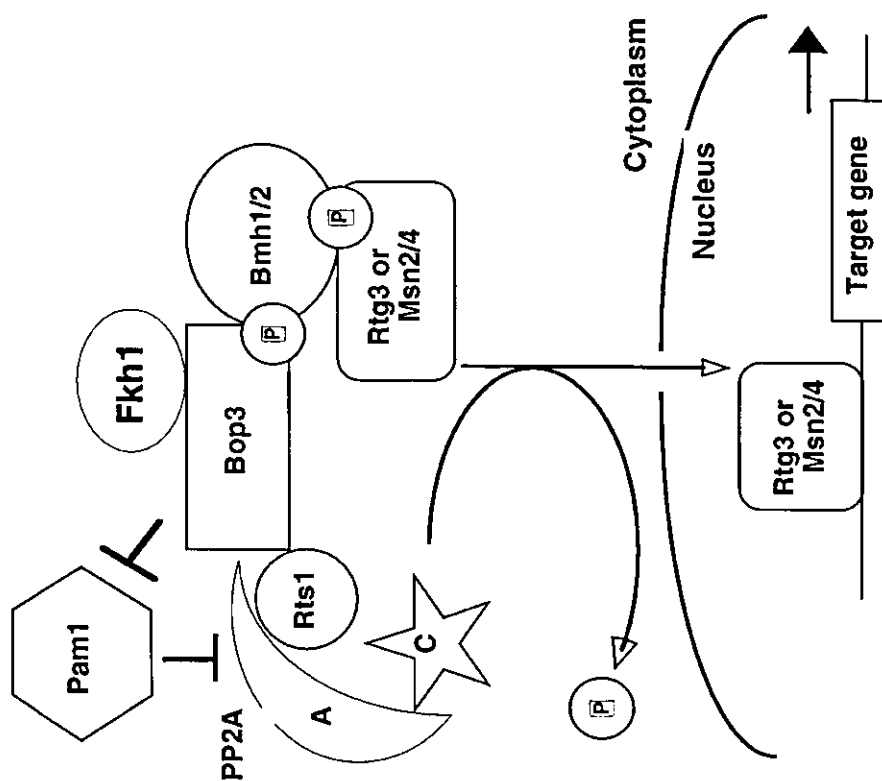 Pam1
PP2A
A
Rts1
C
P
Fkh1
Bop3
P
Bmh1/2
P
Rtg3 or
Msn2/4
Cytoplasm
Nucleus
Rtg3 or
Msn2/4
Target gene